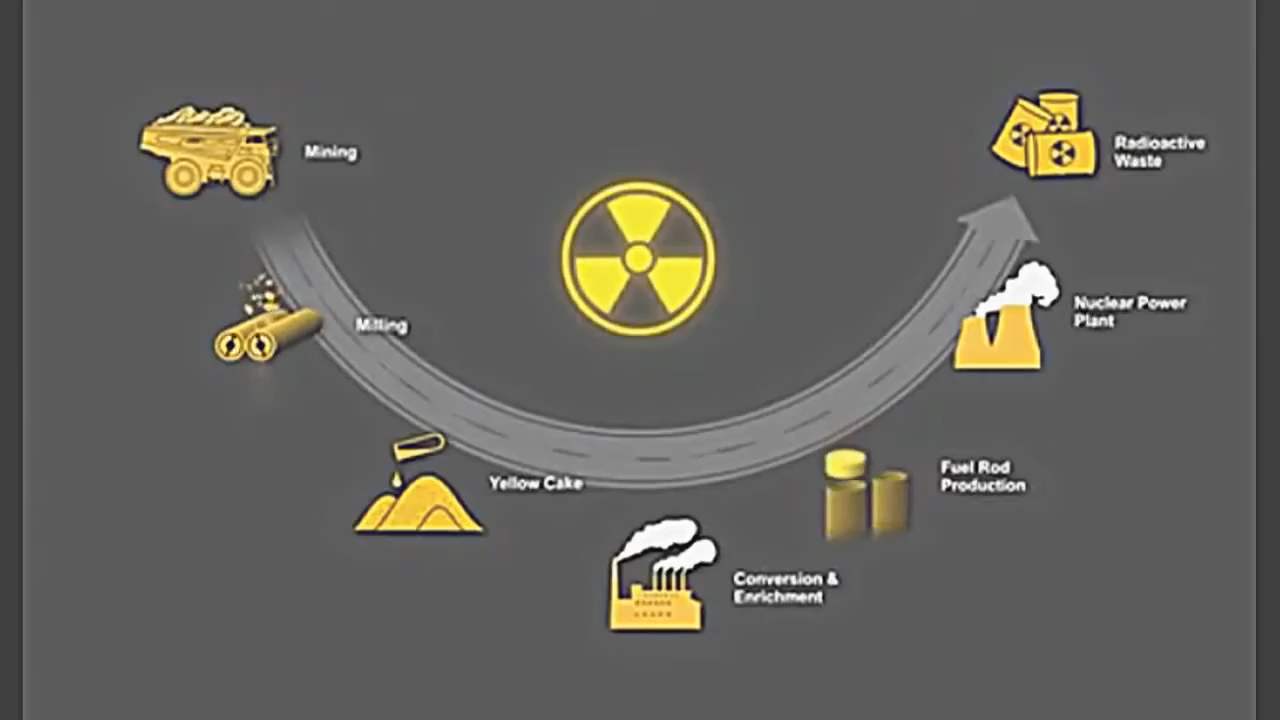 Mining
Milling
Yellow Cake
Conversion &
Enrichment
Fuel Rod
Production
Nuclear Power
Plant
Radioactive
Waste